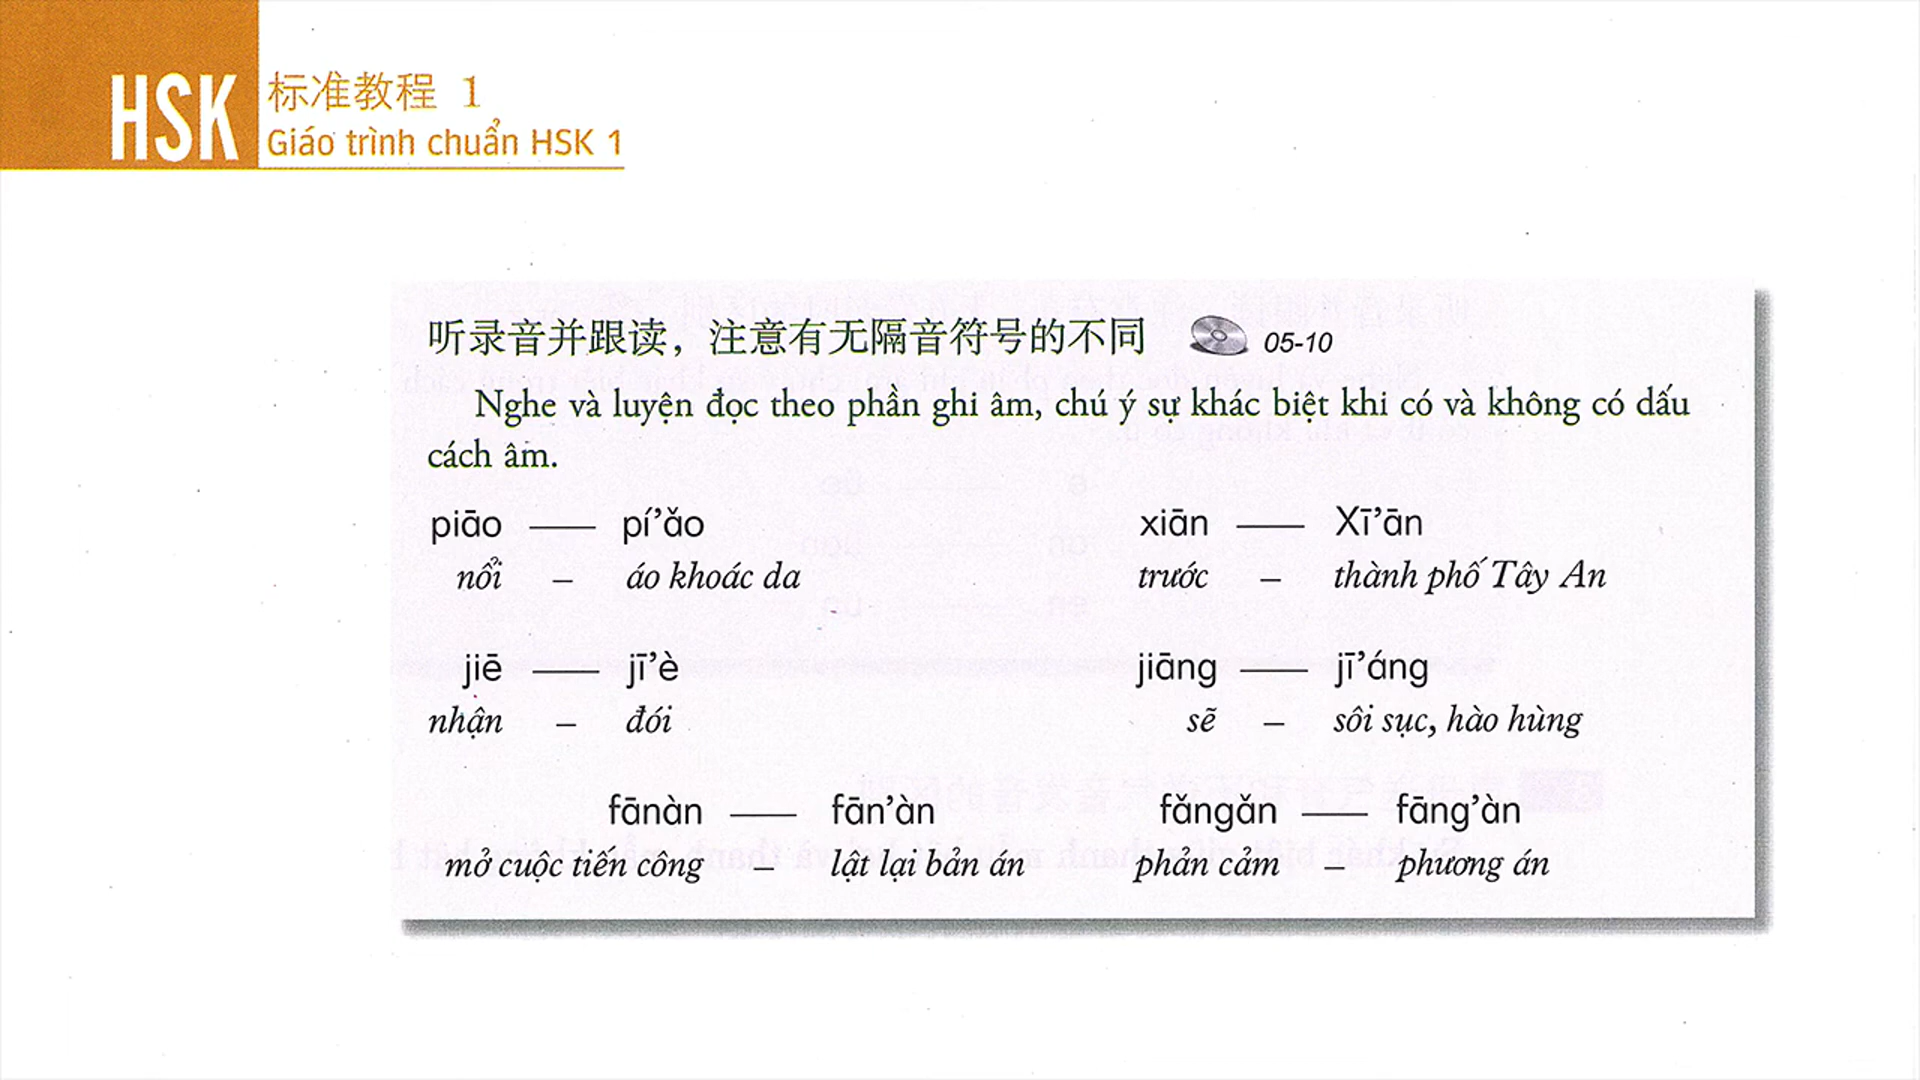 HSK
标准教程 1
Giáo trình chuẩn HSK 1
听录音并跟读，注意有无隔音符号的不同 05-10
Nghe và luyện đọc theo phần ghi âm, chú ý sự khác biệt khi có và không có dấu
cách âm.
piāo —— pí’ǎo xiān —— Xī’ān
nổi – áo khoác da trước – thành phố Tây An
jiē —— jī’è jiāng —— jī’áng
nhận – đói sẽ – sôi sục, hào hùng
fānàn —— fān’àn fǎngǎn —— fāng’àn
mở cuộc tiến công – lật lại bản án phản cảm – phương án